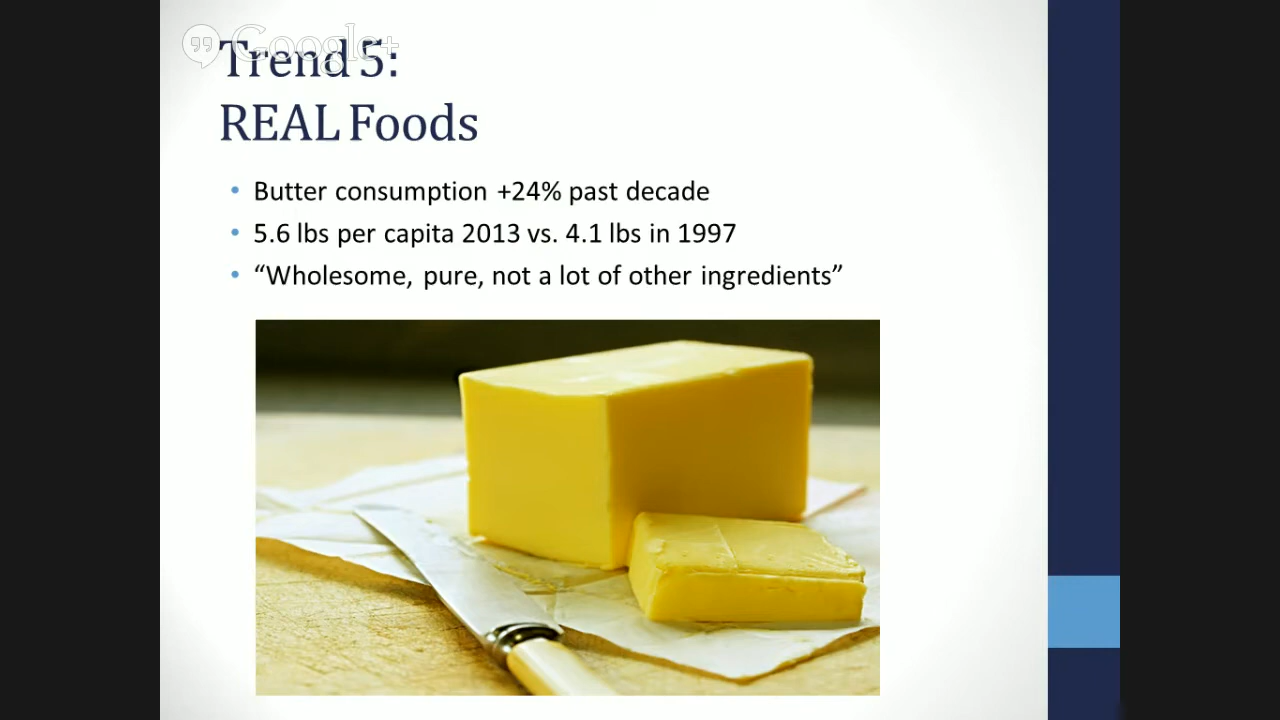 Google+
Trend 5:
REAL Foods
• Butter consumption +24% past decade
• 5.6 lbs per capita 2013 vs. 4.1 lbs in 1997
• “Wholesome, pure, not a lot of other ingredients”